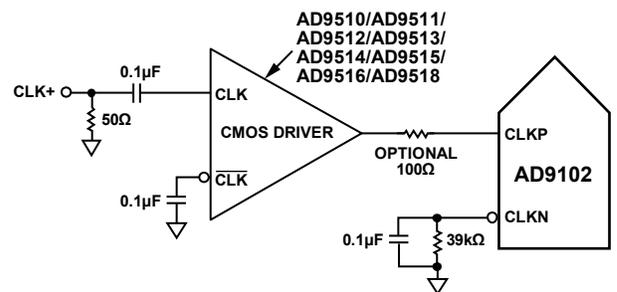 AD9510/AD9511/
AD9512/AD9513/
AD9514/AD9515/
AD9516/AD9518
0.1µF
CLK+
CLK
50Ω
CMOS DRIVER
CLKP
OPTIONAL
100Ω
AD9102
CLK
0.1µF
CLKN
0.1µF
39kΩ